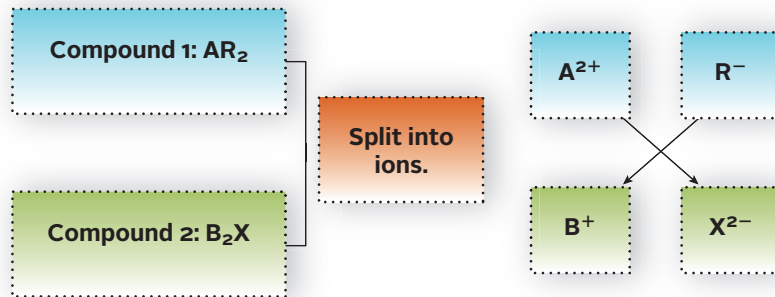 Compound 1: AR₂
A²⁺
R⁻
Split into
ions.
Compound 2: B₂X
B⁺
X²⁻